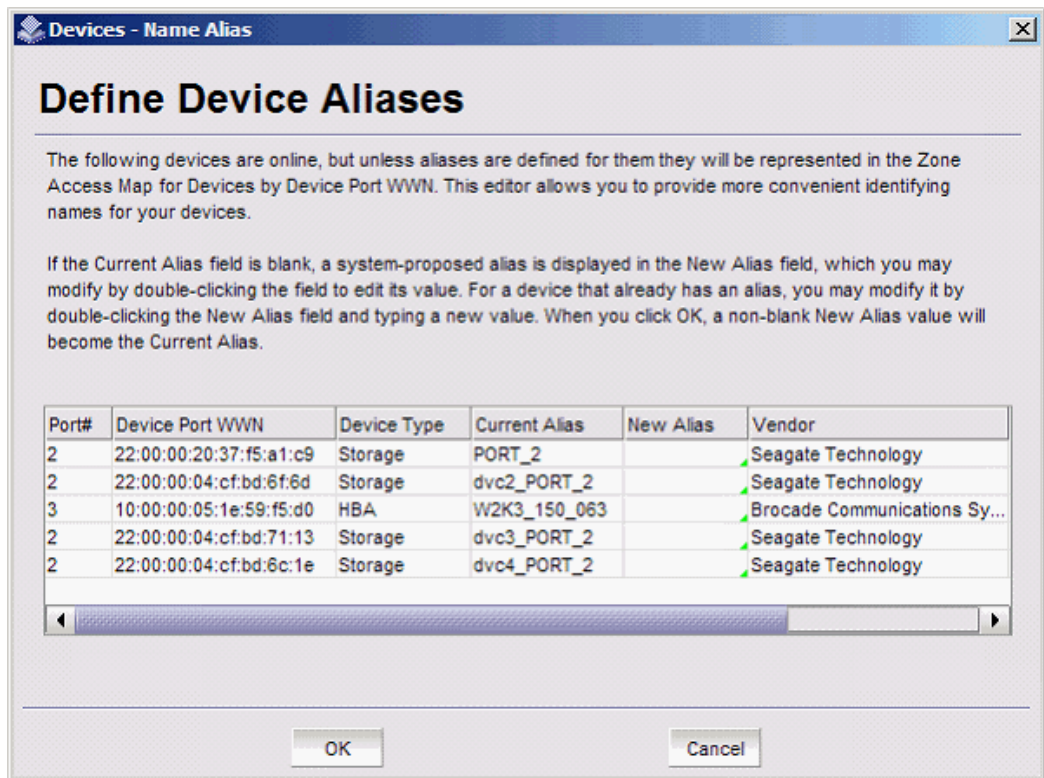 Devices - Name Alias
Define Device Aliases
The following devices are online, but unless aliases are defined for them they will be represented in the Zone
Access Map for Devices by Device Port WWN. This editor allows you to provide more convenient identifying
names for your devices.
If the Current Alias field is blank, a system-proposed alias is displayed in the New Alias field, which you may
modify by double-clicking the field to edit its value. For a device that already has an alias, you may modify it by
double-clicking the New Alias field and typing a new value. When you click OK, a non-blank New Alias value will
become the Current Alias.
Port# Device Port WWN Device Type Current Alias New Alias Vendor
2 22:00:00:20:37:f5:a1:c9 Storage PORT_2 Seagate Technology
2 22:00:00:04:cf:bd:6f:6d Storage dvc2_PORT_2 Seagate Technology
3 10:00:00:05:1e:59:f5:d0 HBA W2K3_150_063 Brocade Communications Sy...
2 22:00:00:04:cf:bd:71:13 Storage dvc3_PORT_2 Seagate Technology
2 22:00:00:04:cf:bd:6c:1e Storage dvc4_PORT_2 Seagate Technology
OK Cancel